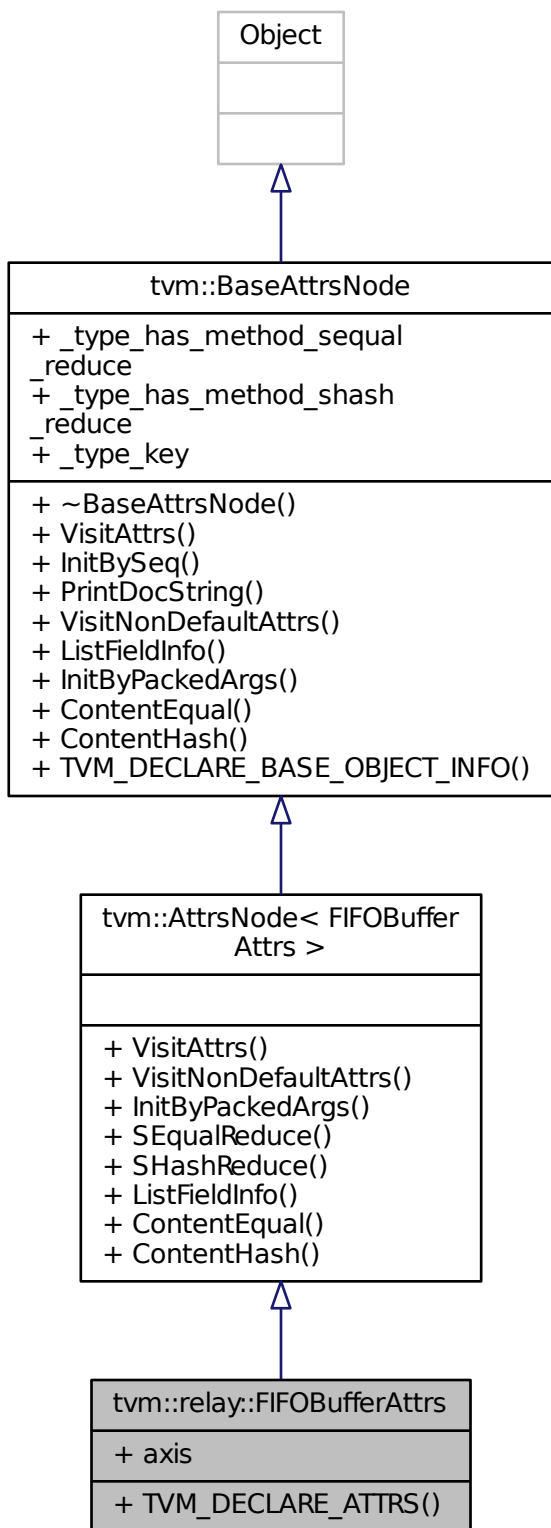 Object
tvm::BaseAttrsNode
+ _type_has_method_sequal
_reduce
+ _type_has_method_shash
_reduce
+ _type_key
+ ~BaseAttrsNode()
+ VisitAttrs()
+ InitBySeq()
+ PrintDocString()
+ VisitNonDefaultAttrs()
+ ListFieldInfo()
+ InitByPackedArgs()
+ ContentEqual()
+ ContentHash()
+ TVM_DECLARE_BASE_OBJECT_INFO()
tvm::AttrsNode< FIFOBuffer
Attrs >
+ VisitAttrs()
+ VisitNonDefaultAttrs()
+ InitByPackedArgs()
+ SEqualReduce()
+ SHashReduce()
+ ListFieldInfo()
+ ContentEqual()
+ ContentHash()
tvm::relay::FIFOBufferAttrs
+ axis
+ TVM_DECLARE_ATTRS()